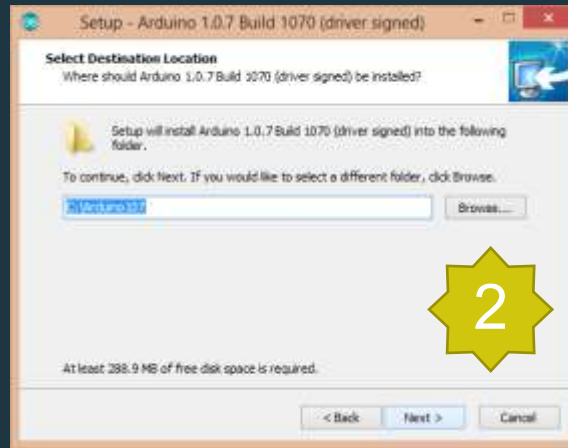 Setup - Arduino 1.0.7 Build 1070 (driver signed)
Select Destination Location
Where should Arduino 1.0.7 Build 1070 (driver signed) be installed?
Setup will install Arduino 1.0.7 Build 1070 (driver signed) into the following
folder.
To continue, click Next. If you would like to select a different folder, click Browse.
C:\Arduino107
Browse...
2
At least 288.9 MB of free disk space is required.
< Back
Next >
Cancel